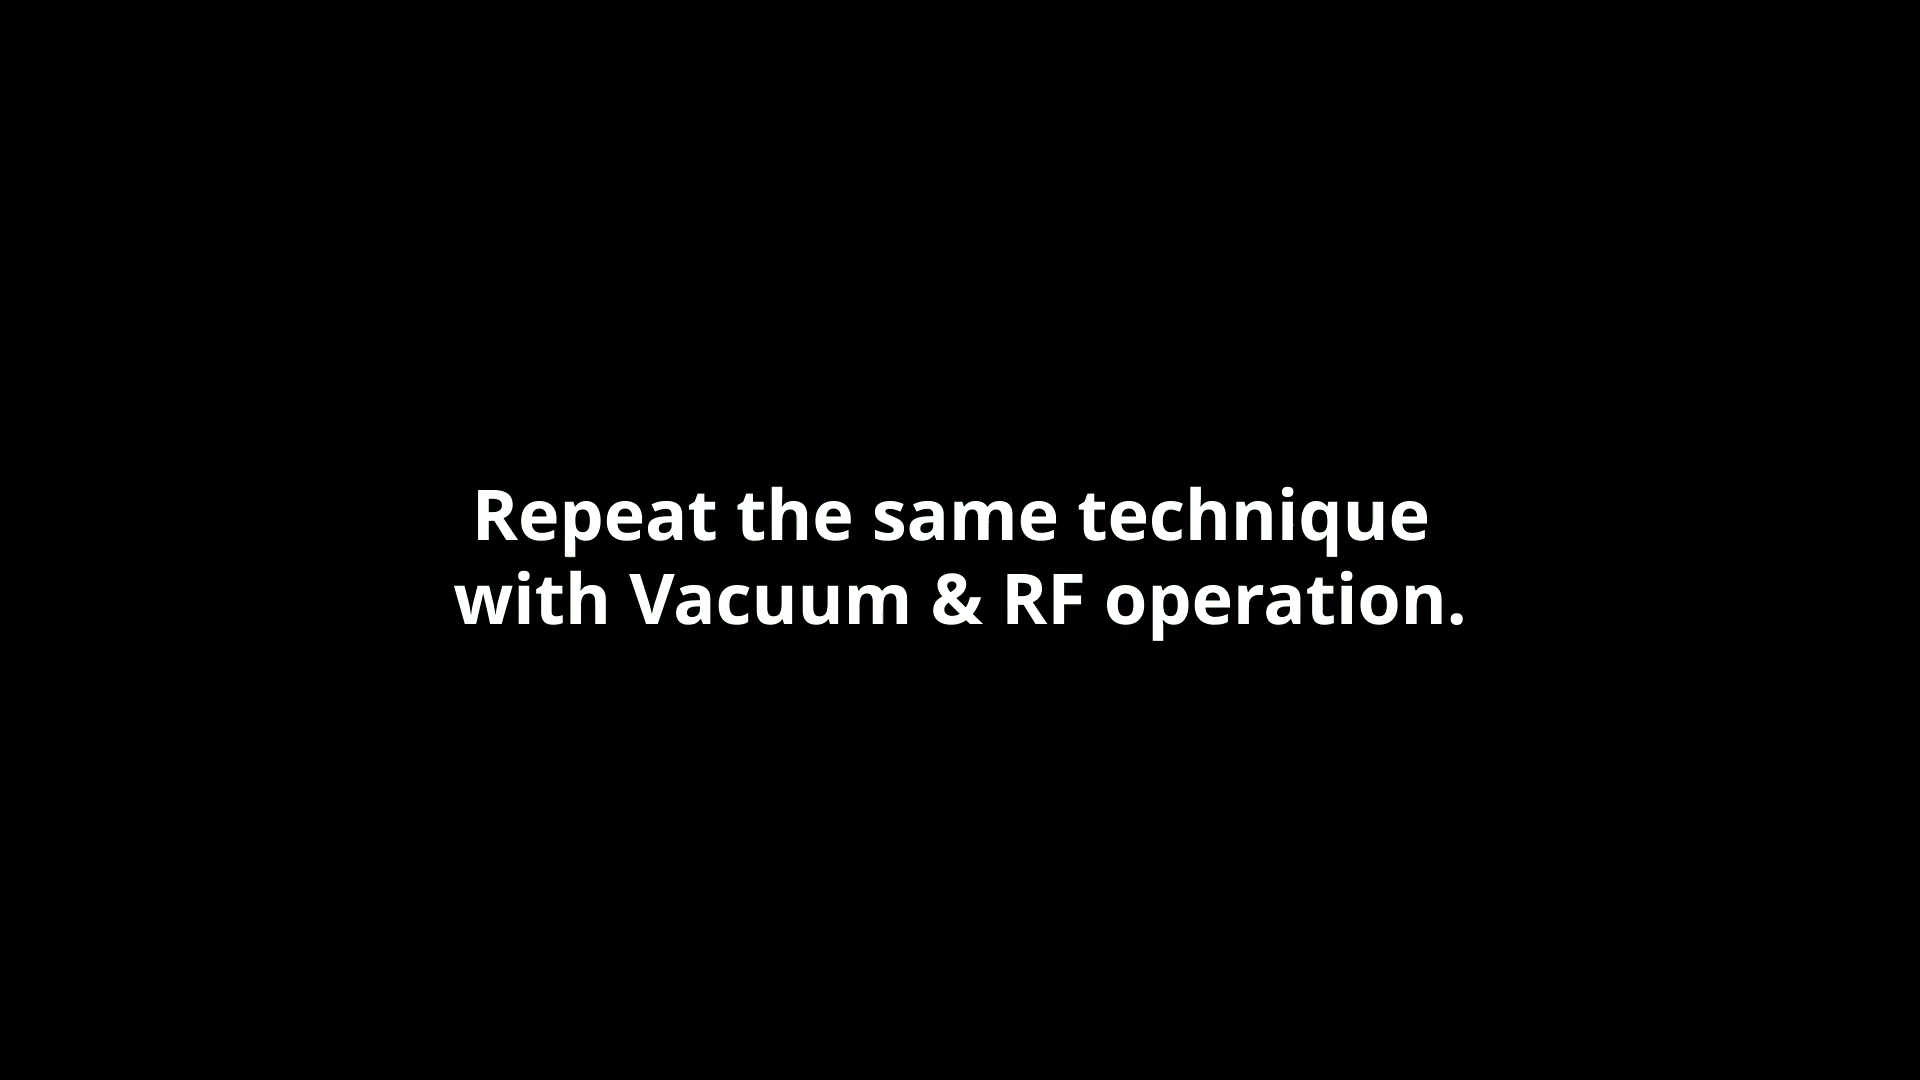 Repeat the same technique
with Vacuum & RF operation.